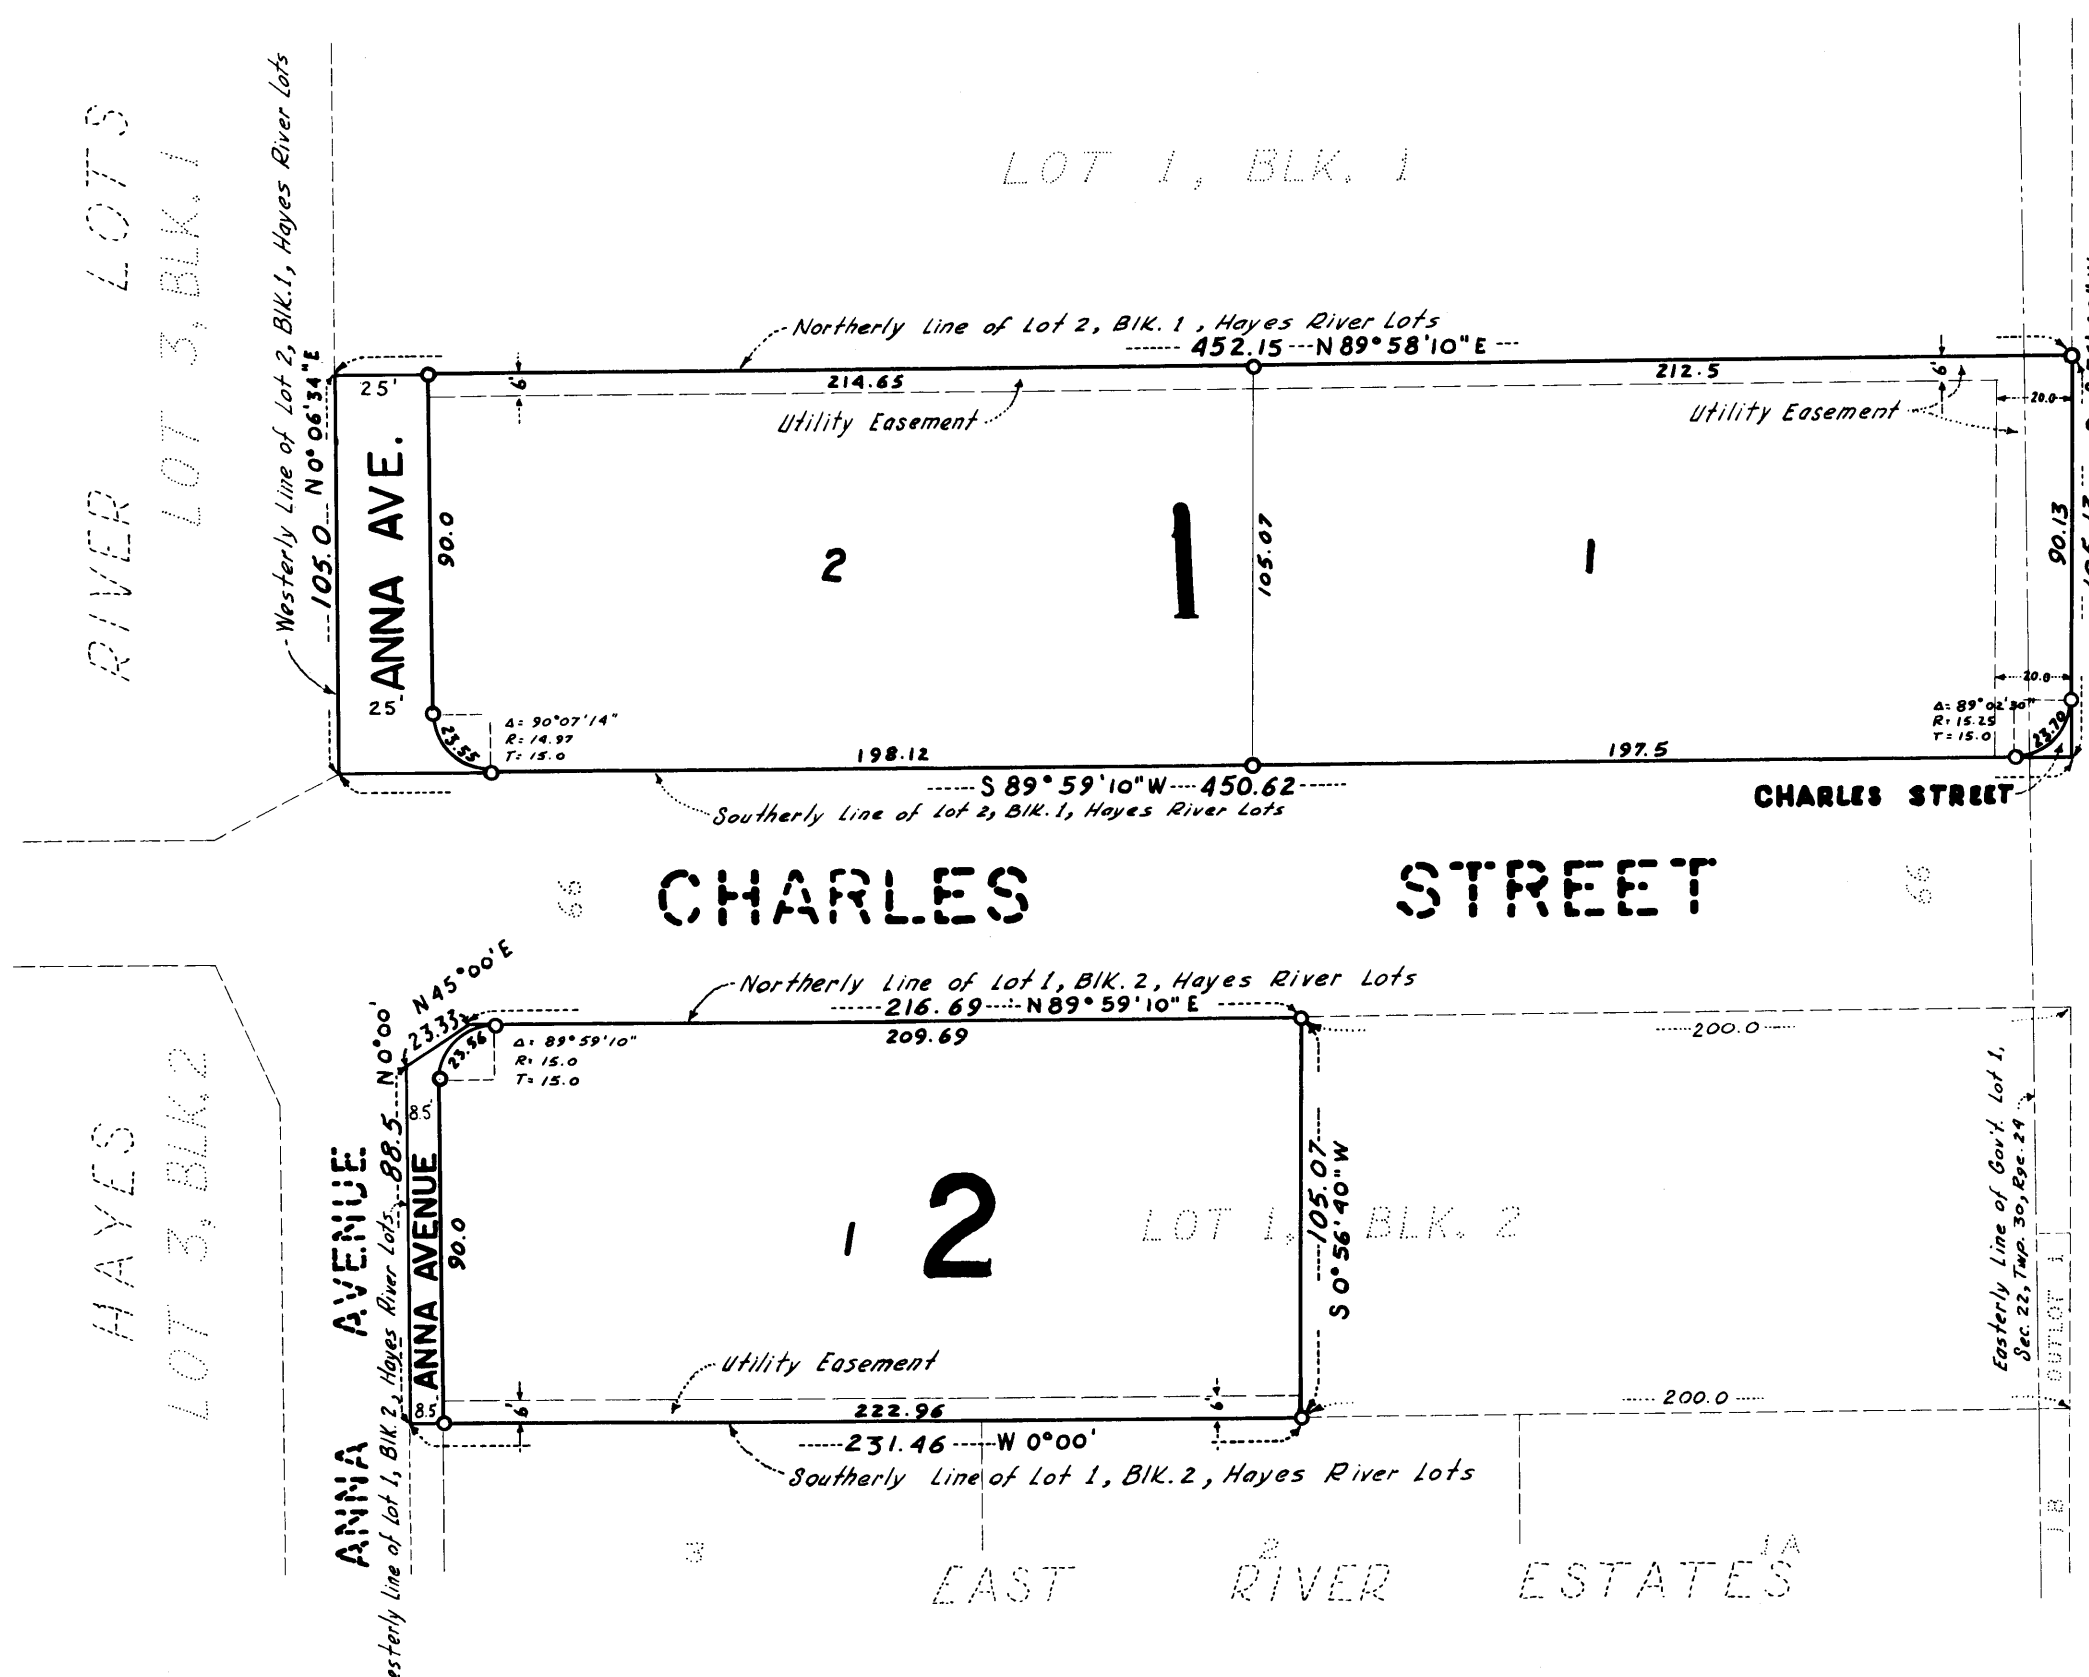 LOT 1, BLK. 1
RIVER LOTS
LOT 3, BLK. 1
Westerly Line of Lot 2, Blk.1, Hayes River Lots
105.0 N 0° 06'34" E
Northerly Line of Lot 2, Blk. 1, Hayes River Lots
452.15 N 89° 58'10" E
25'
6'
214.65
212.5
6'
Utility Easement
Utility Easement
20.0
ANNA AVE.
90.0
2
1
105.07
1
90.13
25'
23.55
Δ= 90°07'14"
R= 14.97
T= 15.0
20.0
Δ= 89°02'30"
R= 15.25
T= 15.0
23.70
198.12
197.5
S 89° 59'10" W 450.62
Southerly Line of Lot 2, Blk. 1, Hayes River Lots
CHARLES STREET
66
CHARLES STREET
66
N 45°00' E
23.33
N 0°00'
Northerly Line of Lot 1, Blk. 2, Hayes River Lots
216.69 N 89° 59'10" E
209.69
200.0
23.56
Δ= 89°59'10"
R= 15.0
T= 15.0
8.5'
88.5
HAYES
LOT 3, BLK. 2
ANNA AVENUE
ANNA AVENUE
90.0
1
2
LOT 1, BLK. 2
105.07
S 0° 56'40" W
Easterly Line of Gov't. Lot 1,
Sec. 22, Twp. 30, Rge. 24
OUTLOT 1
Utility Easement
8.5'
6'
222.96
6'
200.0
231.46 W 0°00'
Southerly Line of Lot 1, Blk. 2, Hayes River Lots
esterly Line of Lot 1, Blk. 2, Hayes River Lots
3
2
1A
1B
EAST RIVER ESTATES